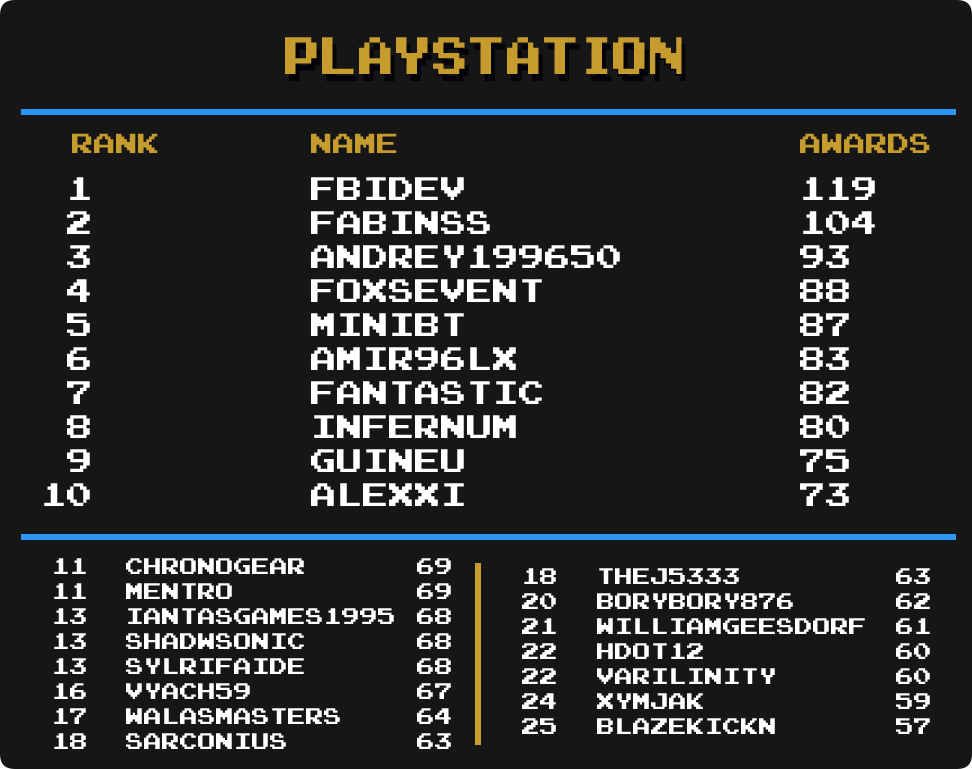 PLAYSTATION
RANK NAME AWARDS
1 FBIDEV 119
2 FABINSS 104
3 ANDREY199650 93
4 FOXSEVENT 88
5 MINIBT 87
6 AMIR96LX 83
7 FANTASTIC 82
8 INFERNUM 80
9 GUINEU 75
10 ALEXXI 73
11 CHRONOGEAR 69
11 MENTRO 69
13 IANTASGAMES1995 68
13 SHADWSONIC 68
13 SYLRIFAIDE 68
16 VYACH59 67
17 WALASMASTERS 64
18 SARCONIUS 63
18 THEJ5333 63
20 BORYBORY876 62
21 WILLIAMGEESDORF 61
22 HDOT12 60
22 VARILINITY 60
24 XYMJAK 59
25 BLAZEKICKN 57